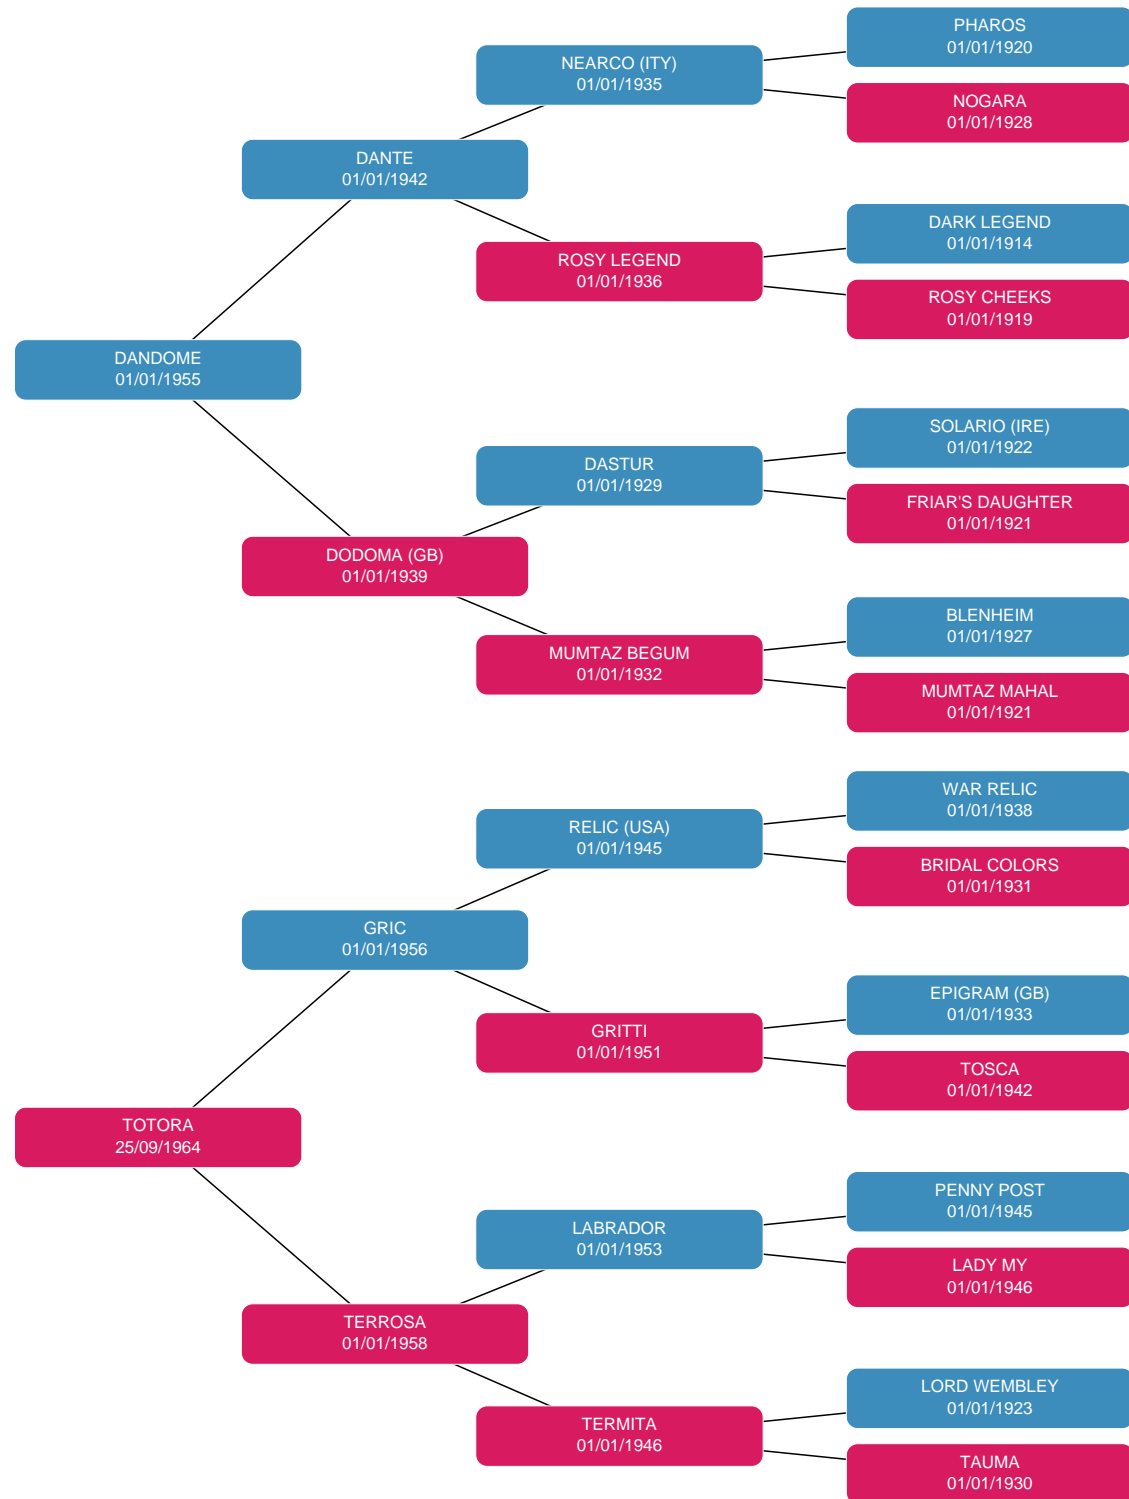 PHAROS
01/01/1920
NEARCO (ITY)
01/01/1935
NOGARA
01/01/1928
DANTE
01/01/1942
DARK LEGEND
01/01/1914
ROSY LEGEND
01/01/1936
ROSY CHEEKS
01/01/1919
DANDOME
01/01/1955
SOLARIO (IRE)
01/01/1922
DASTUR
01/01/1929
FRIAR'S DAUGHTER
01/01/1921
DODOMA (GB)
01/01/1939
BLENHEIM
01/01/1927
MUMTAZ BEGUM
01/01/1932
MUMTAZ MAHAL
01/01/1921
WAR RELIC
01/01/1938
RELIC (USA)
01/01/1945
BRIDAL COLORS
01/01/1931
GRIC
01/01/1956
EPIGRAM (GB)
01/01/1933
GRITTI
01/01/1951
TOSCA
01/01/1942
TOTORA
25/09/1964
PENNY POST
01/01/1945
LABRADOR
01/01/1953
LADY MY
01/01/1946
TERROSA
01/01/1958
LORD WEMBLEY
01/01/1923
TERMITA
01/01/1946
TAUMA
01/01/1930